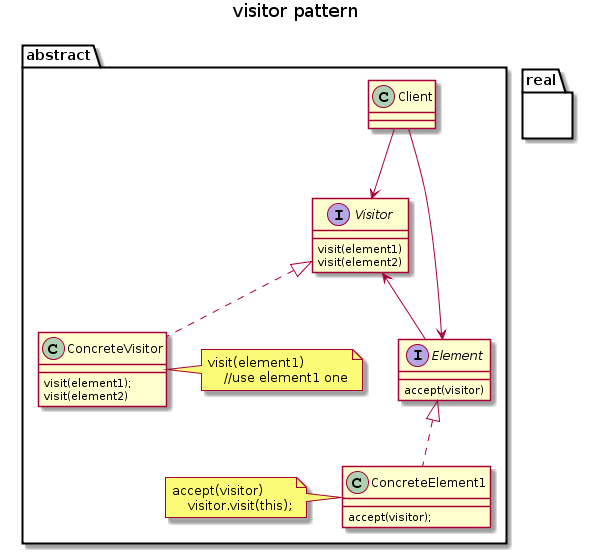 visitor pattern
abstract
real
C Client
I Visitor
visit(element1)
visit(element2)
C ConcreteVisitor
visit(element1);
visit(element2)
visit(element1)
//use element1 one
I Element
accept(visitor)
accept(visitor)
visitor.visit(this);
C ConcreteElement1
accept(visitor);